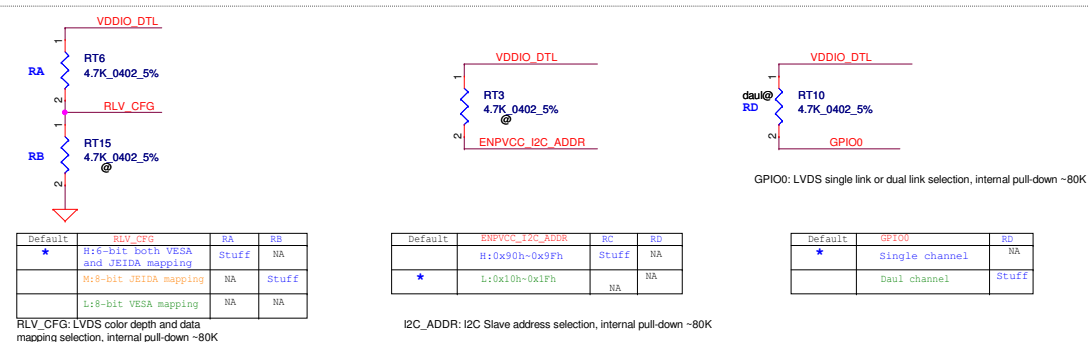 VDDIO_DTL
1
RT6
RA
4.7K_0402_5%
2
RLV_CFG
1
RT15
RB
4.7K_0402_5%
@
2
VDDIO_DTL
1
RT3
4.7K_0402_5%
@
2
ENPVCC_I2C_ADDR
VDDIO_DTL
1
daul@
RT10
RD
4.7K_0402_5%
2
GPIO0
GPIO0: LVDS single link or dual link selection, internal pull-down ~80K
Default RLV_CFG RA RB
* H:6-bit both VESA and JEIDA mapping Stuff NA
M:8-bit JEIDA mapping NA Stuff
L:8-bit VESA mapping NA NA
RLV_CFG: LVDS color depth and data
mapping selection, internal pull-down ~80K
Default ENPVCC_I2C_ADDR RC RD
H:0x90h~0x9Fh Stuff NA
* L:0x10h~0x1Fh NA NA
I2C_ADDR: I2C Slave address selection, internal pull-down ~80K
Default GPIO0 RD
* Single channel NA
Daul channel Stuff